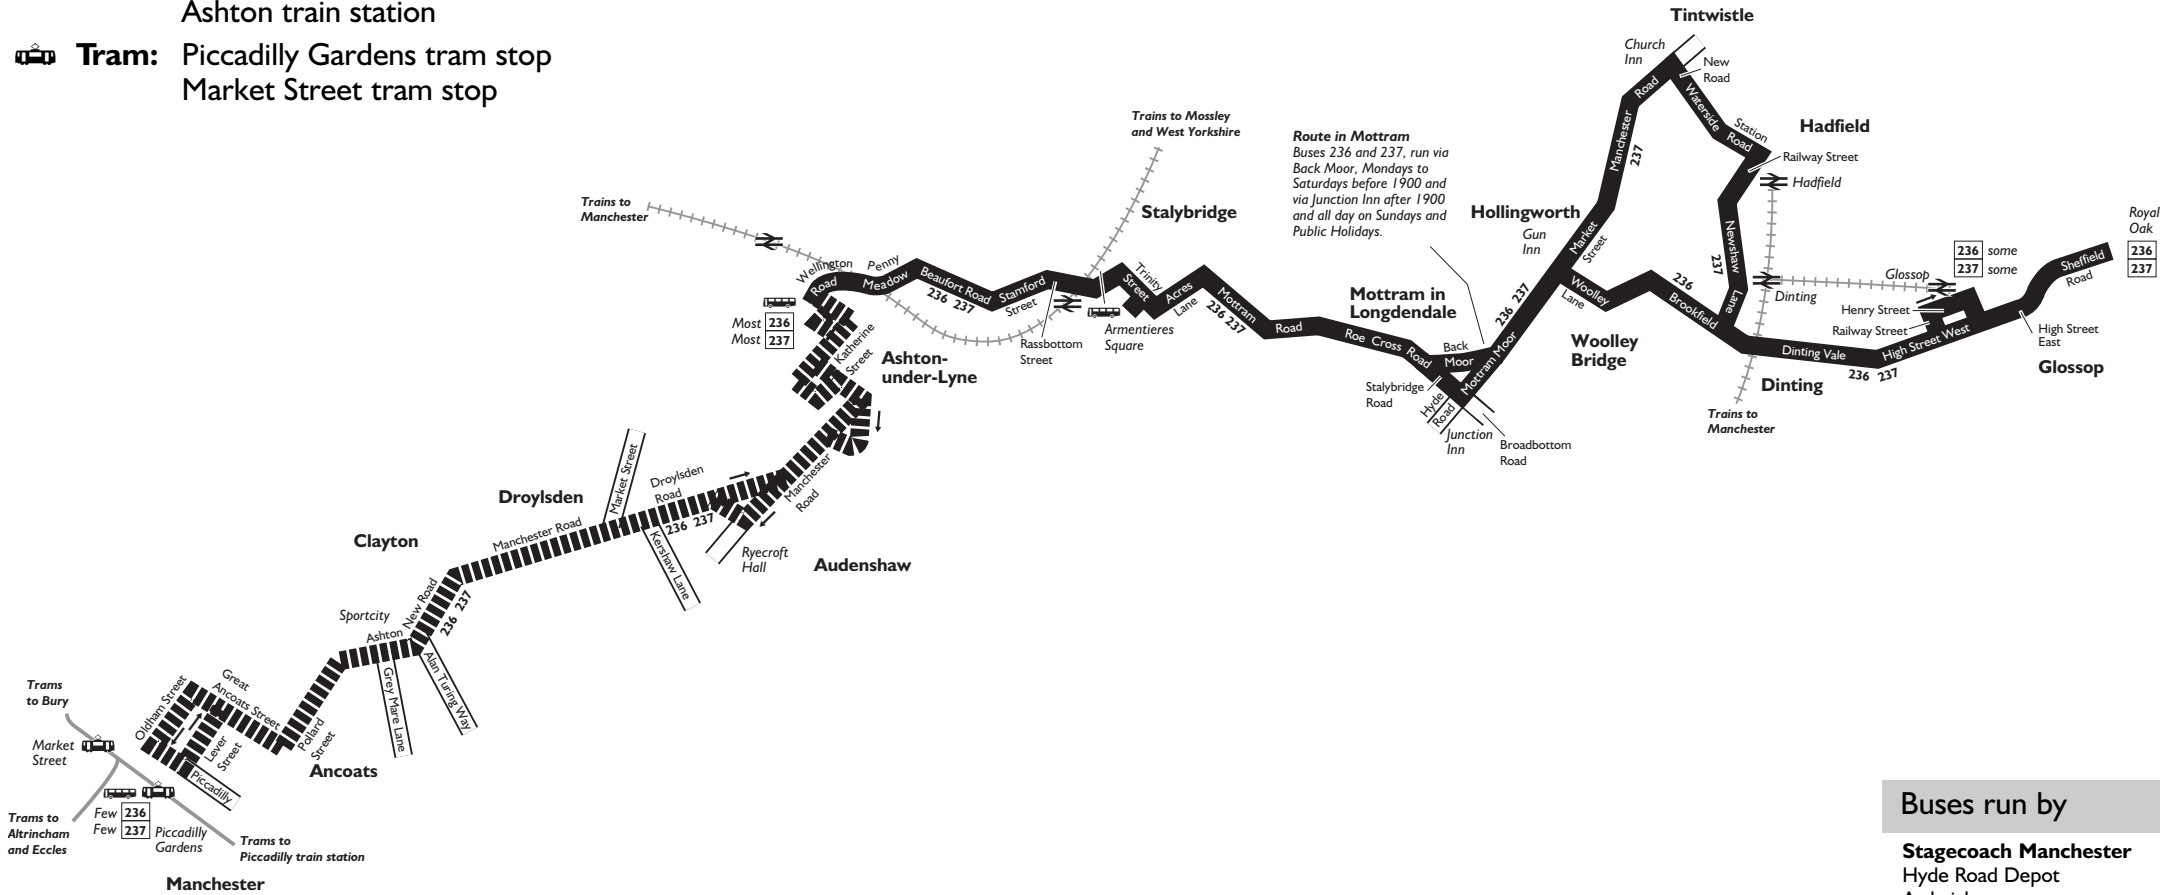 Ashton train station
Tram: Piccadilly Gardens tram stop
Market Street tram stop
Tintwistle
Church
Inn
New
Road
Manchester
Road
237
Waterside
Station
Road
Hadfield
Railway Street
Hadfield
Trains to Mossley
and West Yorkshire
Route in Mottram
Buses 236 and 237, run via
Back Moor, Mondays to
Saturdays before 1900 and
via Junction Inn after 1900
and all day on Sundays and
Public Holidays.
Trains to
Manchester
Stalybridge
Hollingworth
Gun
Inn
Market
Street
Newshaw
Lane
237
Royal
Oak
236
237
236 some
237 some
Glossop
Sheffield
Road
Wellington
Road
Penny
Meadow
Beaufort Road
236 237
Stamford
Street
Trinity
Street
Acres
Lane
Mottram
236 237
Road
Roe Cross
Road
Mottram in
Longdendale
236 237
Back
Moor
Mottram Moor
Woolley
Lane
Woolley
Bridge
236
Brookfield
Dinting
Henry Street
Railway Street
High Street West
High Street
East
Glossop
Dinting Vale
236 237
Dinting
Trains to
Manchester
Most 236
Most 237
Katherine
Street
Ashton-
under-Lyne
Rassbottom
Street
Armentieres
Square
Stalybridge
Road
Hyde
Road
Junction
Inn
Broadbottom
Road
Droylsden
Market Street
Droylsden
Road
236 237
Manchester
Road
Manchester Road
Kershaw Lane
Ryecroft
Hall
Audenshaw
Clayton
Sportcity
New Road
236 237
Ashton
Grey Mare Lane
Alan Turing Way
Great
Ancoats Street
Oldham Street
Lever
Street
Pollard
Street
Piccadilly
Ancoats
Trams
to Bury
Market
Street
Few 236
Few 237
Piccadilly
Gardens
Trams to
Altrincham
and Eccles
Trams to
Piccadilly train station
Manchester
Buses run by
Stagecoach Manchester
Hyde Road Depot